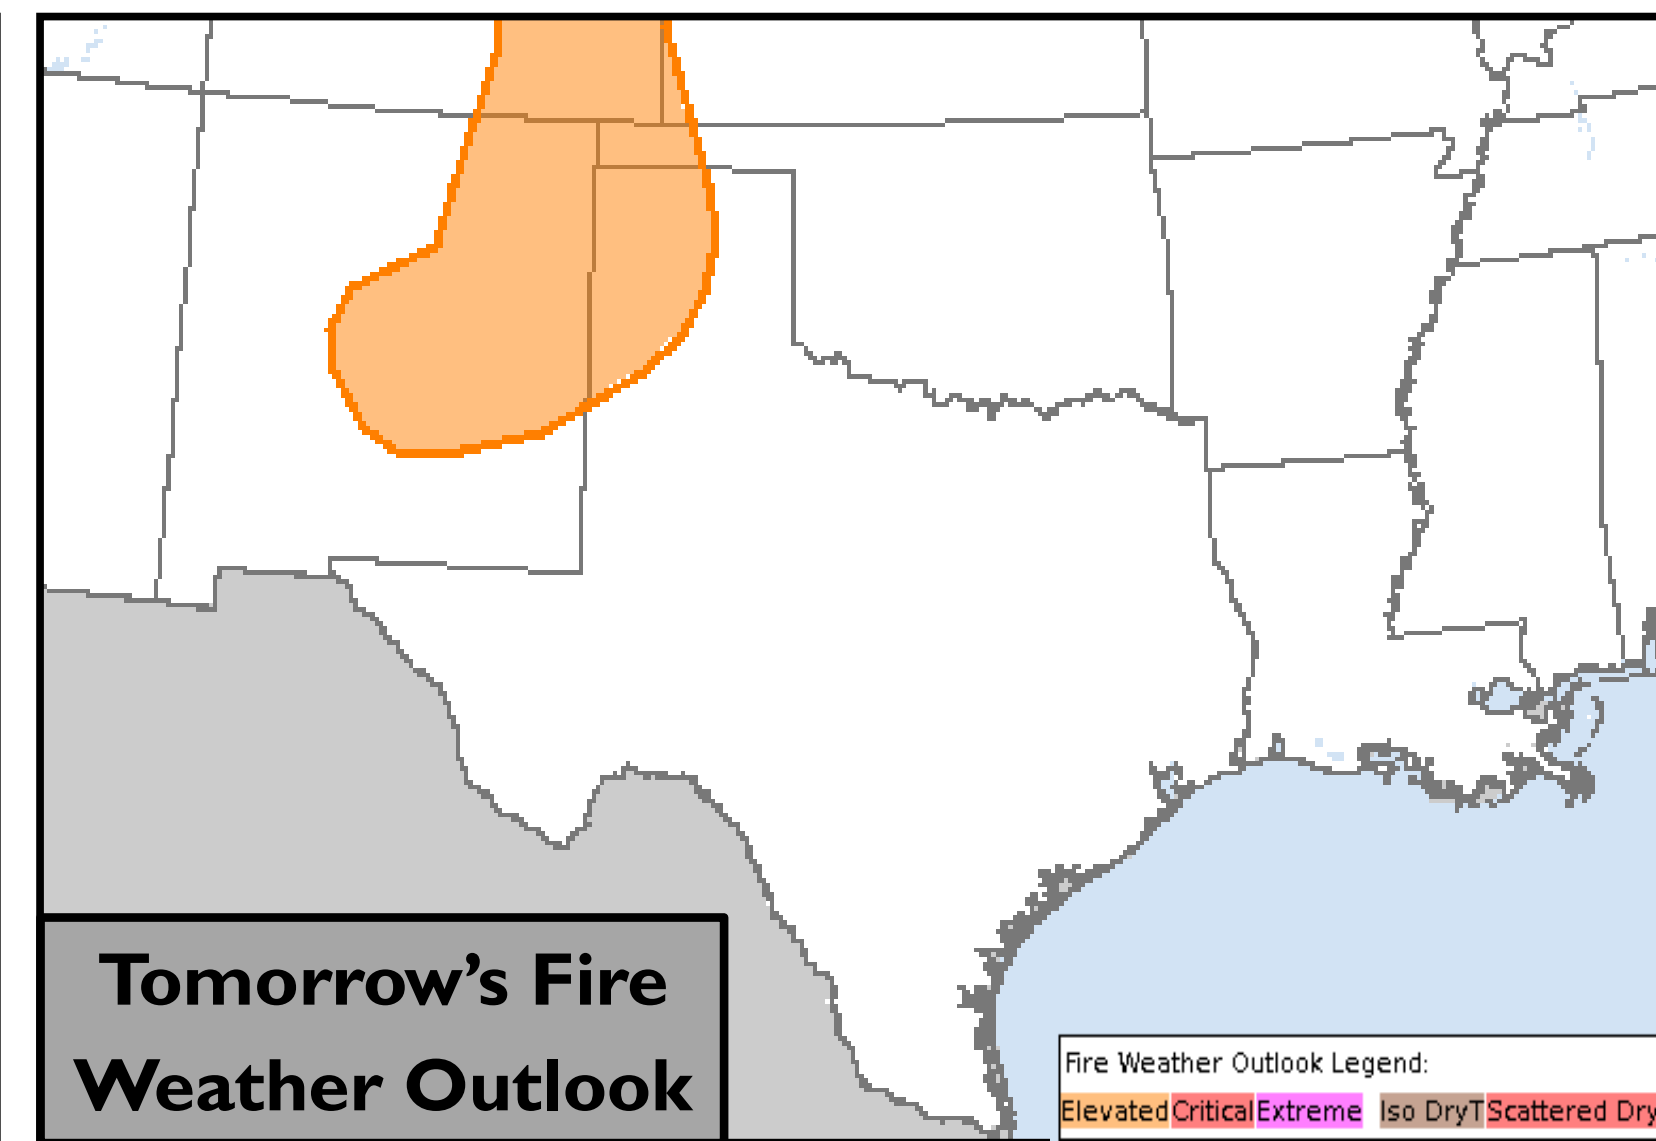 Tomorrow’s Fire
Weather Outlook
Fire Weather Outlook Legend:
Elevated Critical Extreme Iso DryT Scattered Dry